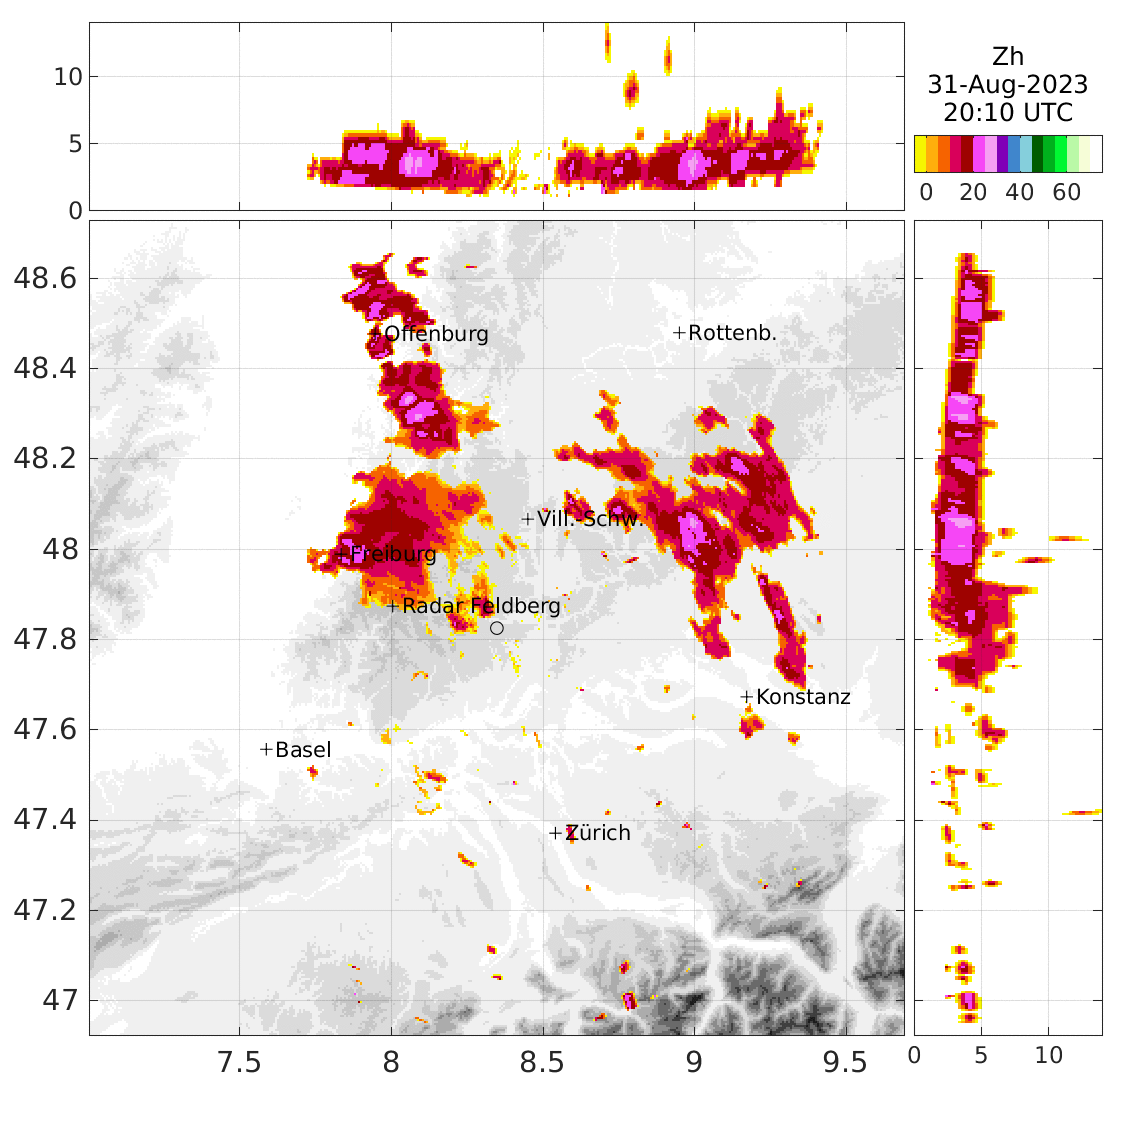 10
5
0
Zh
31-Aug-2023
20:10 UTC
0
20
40
60
48.6
48.4
48.2
48
47.8
47.6
47.4
47.2
47
Offenburg
Rottenb.
Vill.-Schw.
Freiburg
Radar Feldberg
Konstanz
Basel
Zürich
7.5
8
8.5
9
9.5
0
5
10